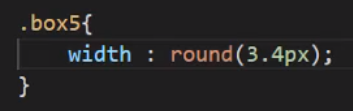 .box5{
    width : round(3.4px);
}